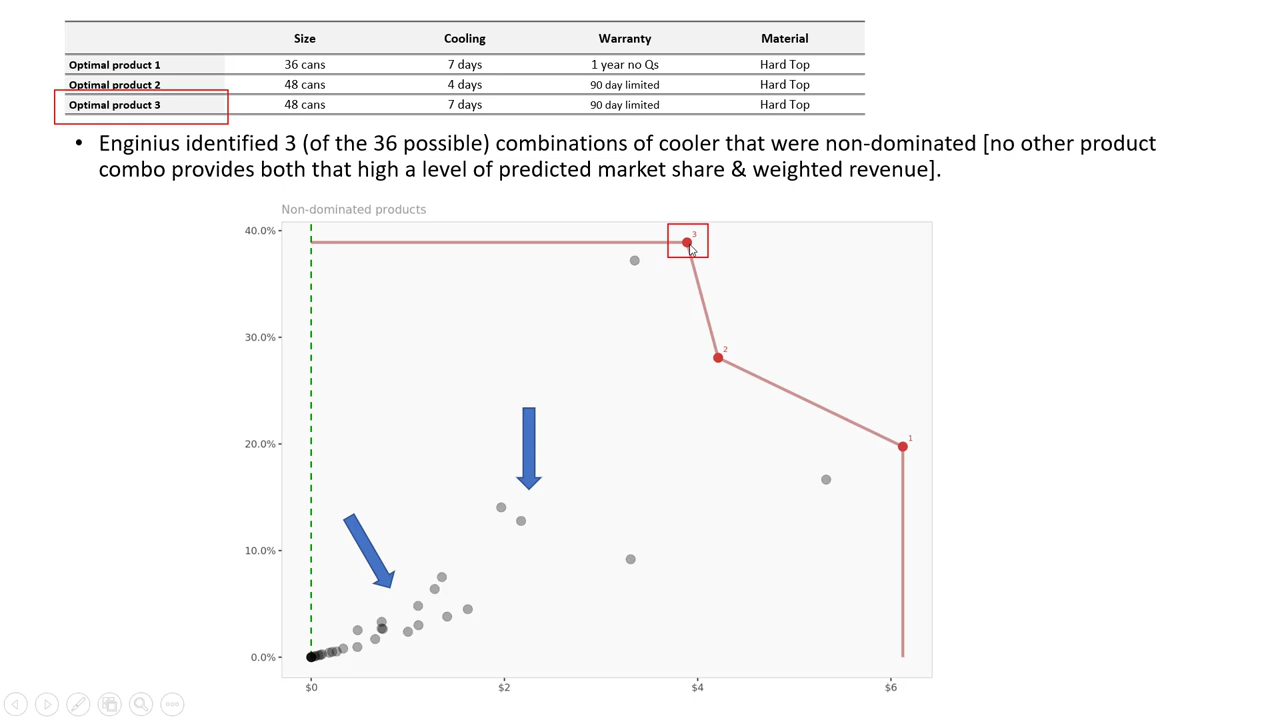 Size Cooling Warranty Material
Optimal product 1 36 cans 7 days 1 year no Qs Hard Top
Optimal product 2 48 cans 4 days 90 day limited Hard Top
Optimal product 3 48 cans 7 days 90 day limited Hard Top
• Enginius identified 3 (of the 36 possible) combinations of cooler that were non-dominated [no other product
combo provides both that high a level of predicted market share & weighted revenue].
Non-dominated products
40.0%
3
30.0%
2
20.0%
1
10.0%
0.0%
$0 $2 $4 $6